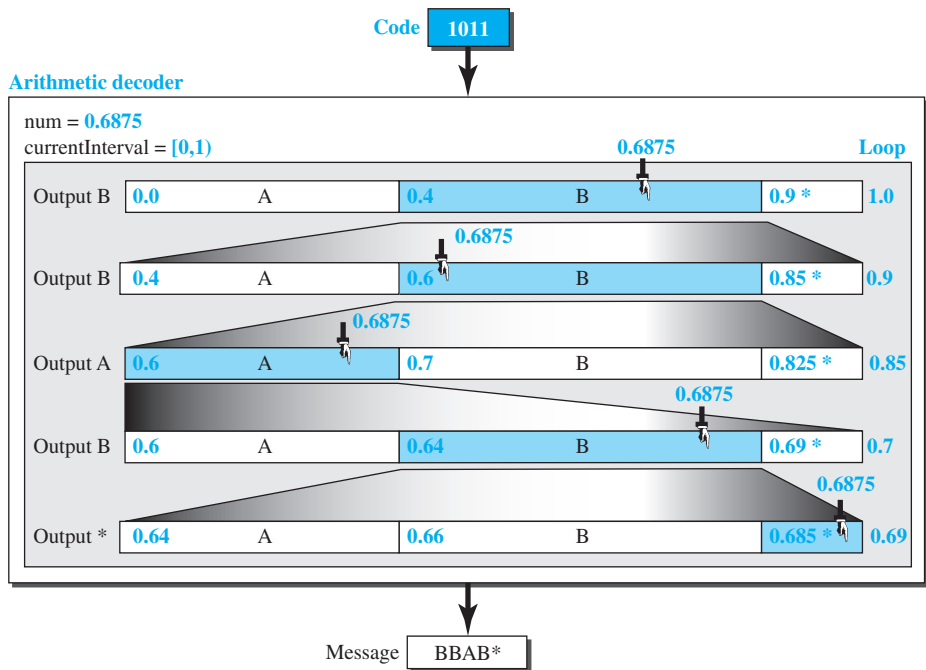 Code 1011
Arithmetic decoder
num = 0.6875
currentInterval = [0,1) 0.6875 Loop
Output B 0.0 A 0.4 B 0.9 * 1.0
0.6875
Output B 0.4 A 0.6 B 0.85 * 0.9
0.6875
Output A 0.6 A 0.7 B 0.825 * 0.85
0.6875
Output B 0.6 A 0.64 B 0.69 * 0.7
0.6875
Output * 0.64 A 0.66 B 0.685 * 0.69
Message BBAB*